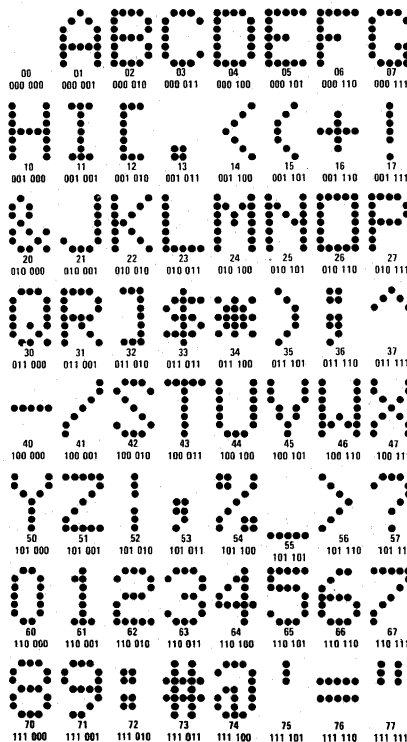 A B C D E F G
00 01 02 03 04 05 06 07
000 000 000 001 000 010 000 011 000 100 000 101 000 110 000 111
H I [ . < ( + !
10 11 12 13 14 15 16 17
001 000 001 001 001 010 001 011 001 100 001 101 001 110 001 111
& J K L M N O P
20 21 22 23 24 25 26 27
010 000 010 001 010 010 010 011 010 100 010 101 010 110 010 111
Q R ] $ * ) ; ^
30 31 32 33 34 35 36 37
011 000 011 001 011 010 011 011 011 100 011 101 011 110 011 111
- / S T U V W X
40 41 42 43 44 45 46 47
100 000 100 001 100 010 100 011 100 100 100 101 100 110 100 111
Y Z ¦ , % _ > ?
50 51 52 53 54 55 56 57
101 000 101 001 101 010 101 011 101 100 101 101 101 110 101 111
0 1 2 3 4 5 6 7
60 61 62 63 64 65 66 67
110 000 110 001 110 010 110 011 110 100 110 101 110 110 110 111
8 9 : # @ ' = "
70 71 72 73 74 75 76 77
111 000 111 001 111 010 111 011 111 100 111 101 111 110 111 111